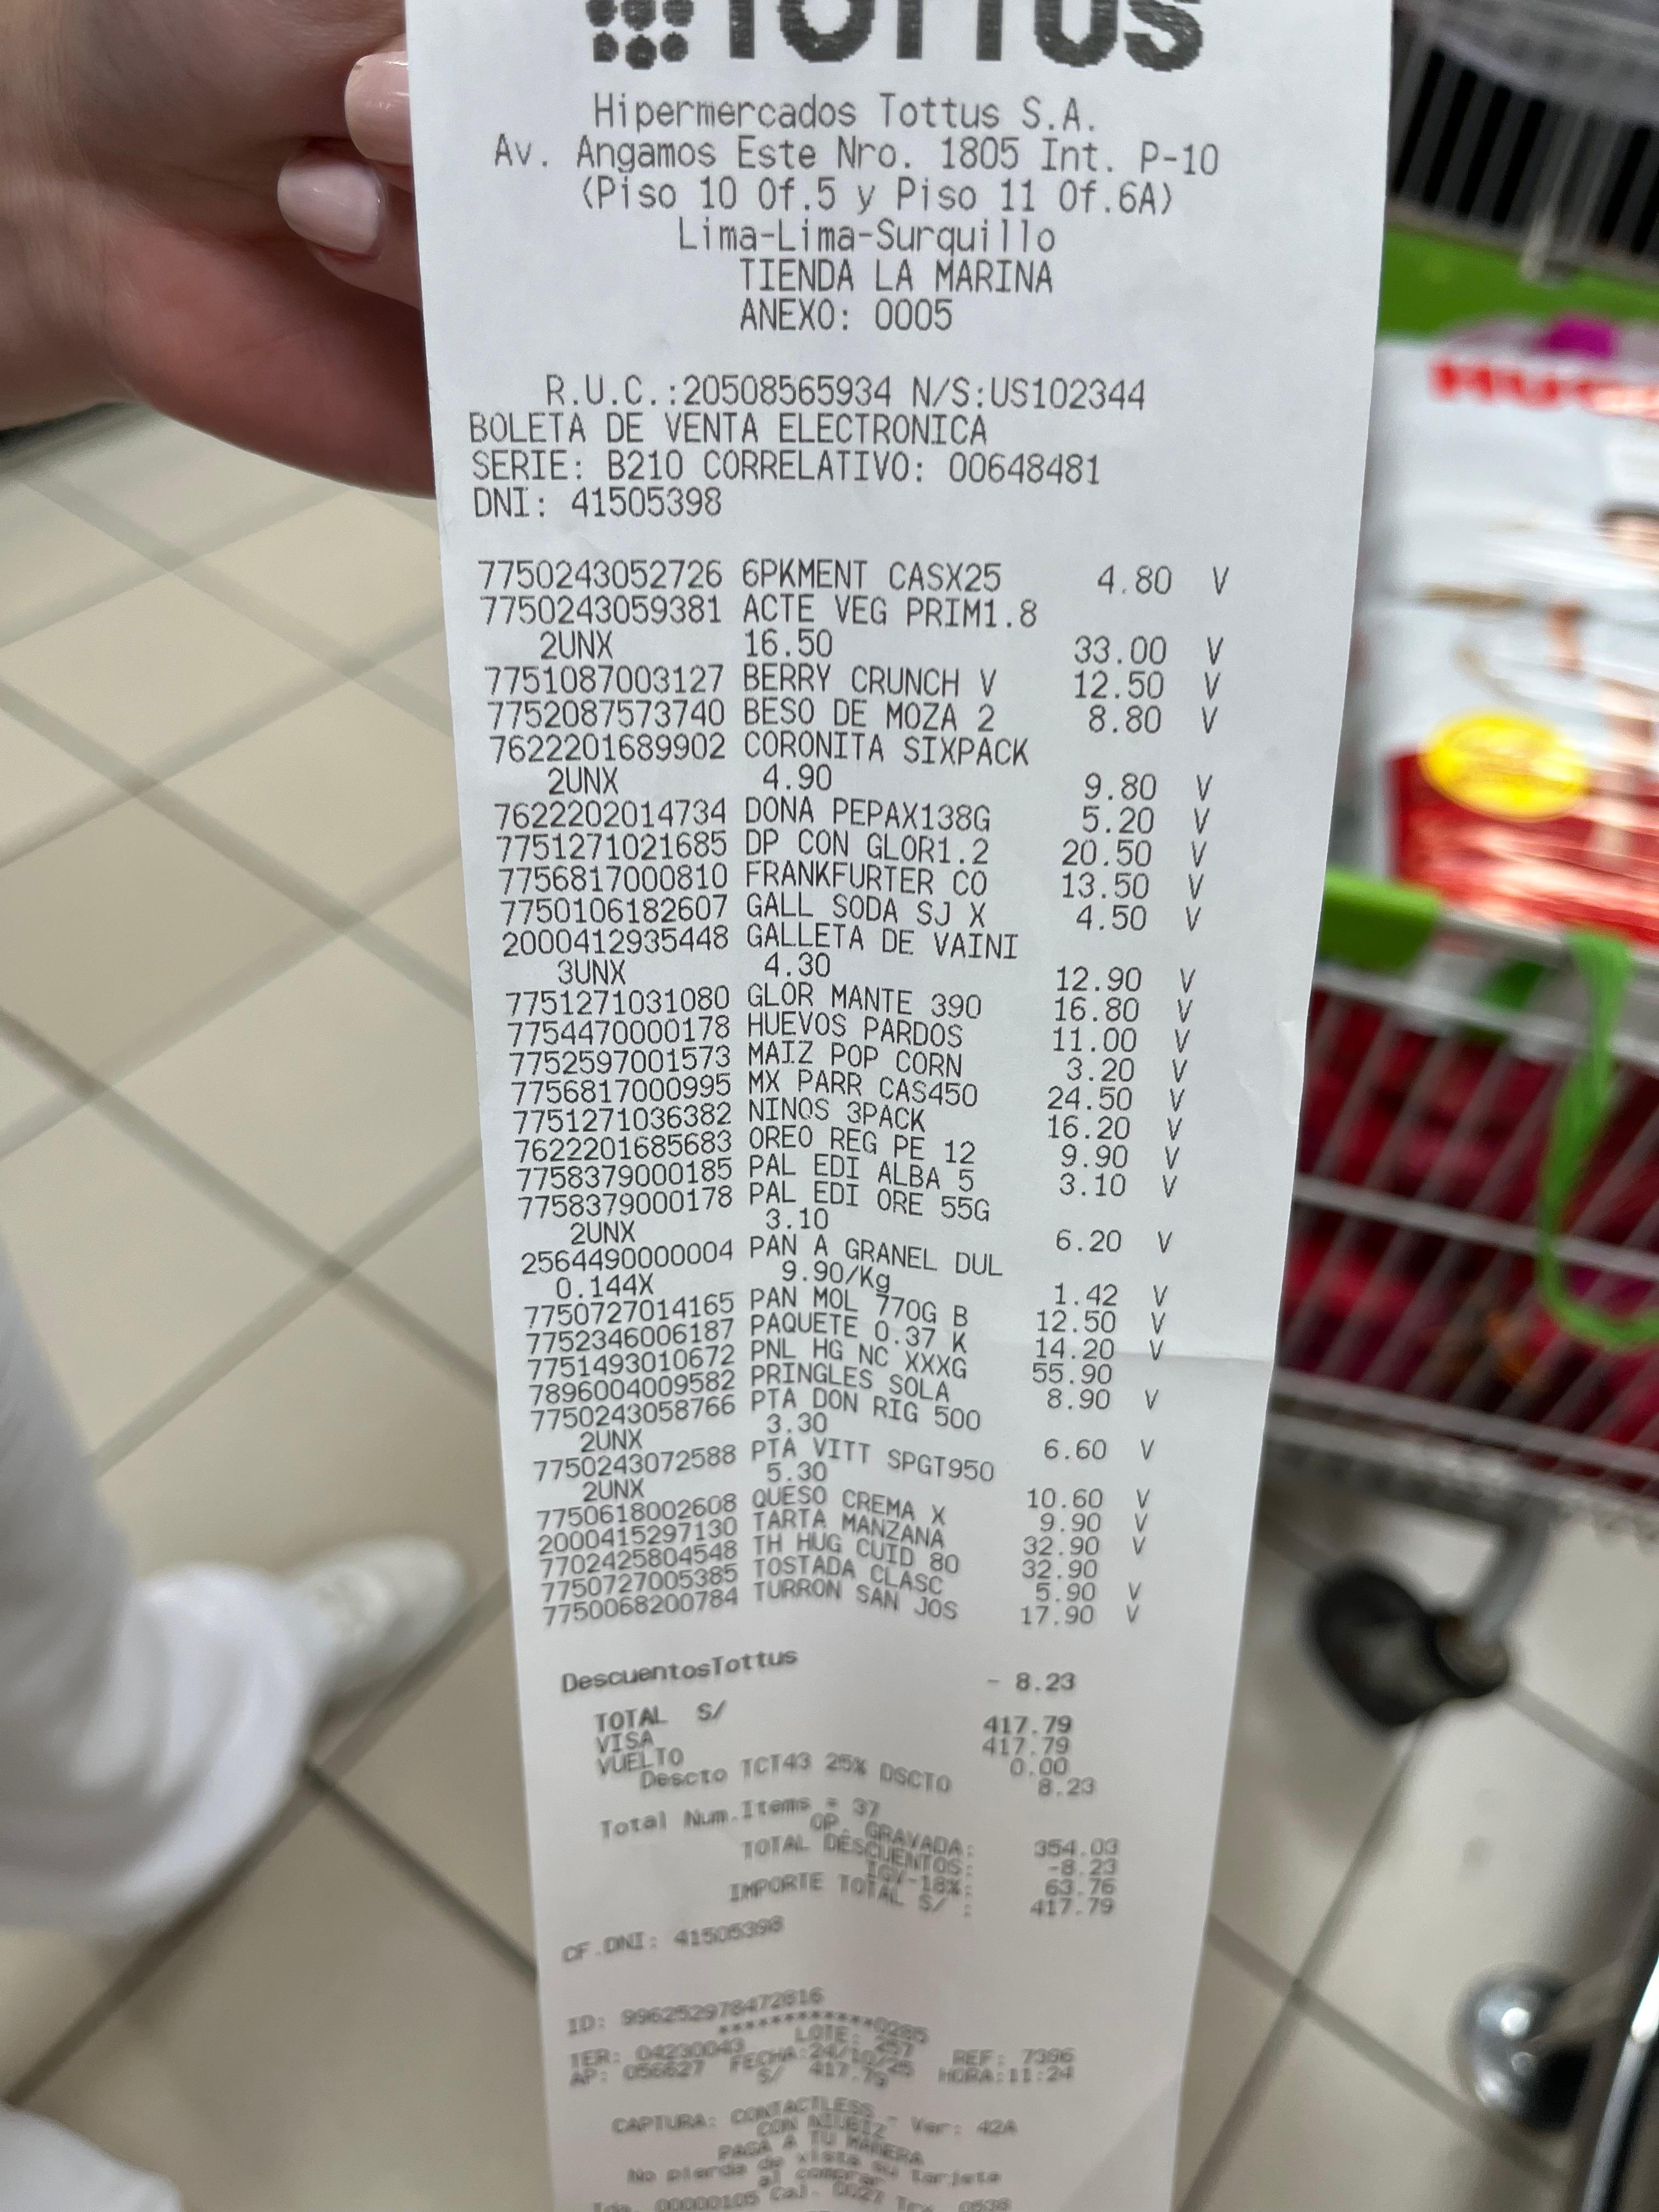 TOTTUS
Hipermercados Tottus S.A.
Av. Angamos Este Nro. 1805 Int. P-10
(Piso 10 Of.5 y Piso 11 Of.6A)
Lima-Lima-Surquillo
TIENDA LA MARINA
ANEXO: 0005
R.U.C.:20508565934 N/S:US102344
BOLETA DE VENTA ELECTRONICA
SERIE: B210 CORRELATIVO: 00648481
DNI: 41505398
7750243052726 6PKMENT CASX25 4.80 V
7750243059381 ACTE VEG PRIM1.8
2UNX 16.50 33.00 V
7751087003127 BERRY CRUNCH V 12.50 V
7752087573740 BESO DE MOZA 2 8.80 V
7622201689902 CORONITA SIXPACK
2UNX 4.90 9.80 V
7622202014734 DONA PEPAX138G 5.20 V
7751271021685 DP CON GLOR1.2 20.50 V
7756817000810 FRANKFURTER CO 13.50 V
7750106182607 GALL SODA SJ X 4.50 V
2000412935448 GALLETA DE VAINI
3UNX 4.30 12.90 V
7751271031080 GLOR MANTE 390 16.80 V
7754470000178 HUEVOS PARDOS 11.00 V
7752597001573 MAIZ POP CORN 3.20 V
7756817000995 MX PARR CAS450 24.50 V
7751271036382 NINOS 3PACK 16.20 V
7622201685683 OREO REG PE 12 9.90 V
7758379000185 PAL EDI ALBA 5 3.10 V
7758379000178 PAL EDI ORE 55G
2UNX 3.10 6.20 V
2564490000004 PAN A GRANEL DUL
0.144X 9.90/Kg 1.42 V
7750727014165 PAN MOL 770G B 12.50 V
7752346006187 PAQUETE 0.37 K 14.20 V
7751493010672 PNL HG NC XXXG 55.90
7896004009582 PRINGLES SOLA 8.90 V
7750243058766 PTA DON RIG 500
2UNX 3.30 6.60 V
7750243072588 PTA VITT SPGT950
2UNX 5.30 10.60 V
7750618002608 QUESO CREMA X 9.90 V
2000415297130 TARTA MANZANA 32.90 V
7702425804548 TH HUG CUID 80 32.90
7750727005385 TOSTADA CLASC 5.90 V
7750068200784 TURRON SAN JOS 17.90 V
DescuentosTottus - 8.23
TOTAL S/ 417.79
VISA 417.79
VUELTO 0.00
Descto TCT43 25% DSCTO 8.23
Total Num.Items = 37
OP. GRAVADA: 354.03
TOTAL DESCUENTOS: -8.23
IGV-18%: 63.76
IMPORTE TOTAL S/ : 417.79
CF.DNI: 41505398
ID: 996252978472816
************0285
TER: 04230043 LOTE: 257 REF: 7396
AP: 056627 FECHA:24/10/25 HORA:11:24
S/ 417.79
CAPTURA: CONTACTLESS - Ver: 42A
CON NIUBIZ
PAGA A TU MANERA
No pierda de vista su tarjeta
al comprar
Tda. 00000105 Cal. 0027 Trx. 0638